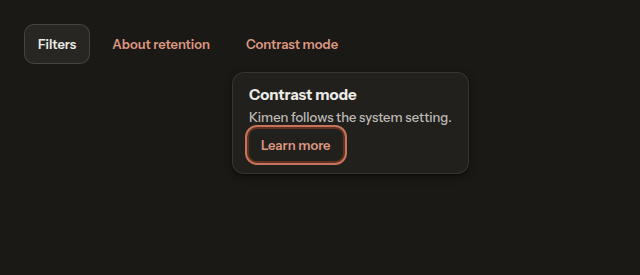 Filters About retention Contrast mode
Contrast mode
Kimen follows the system setting.
Learn more